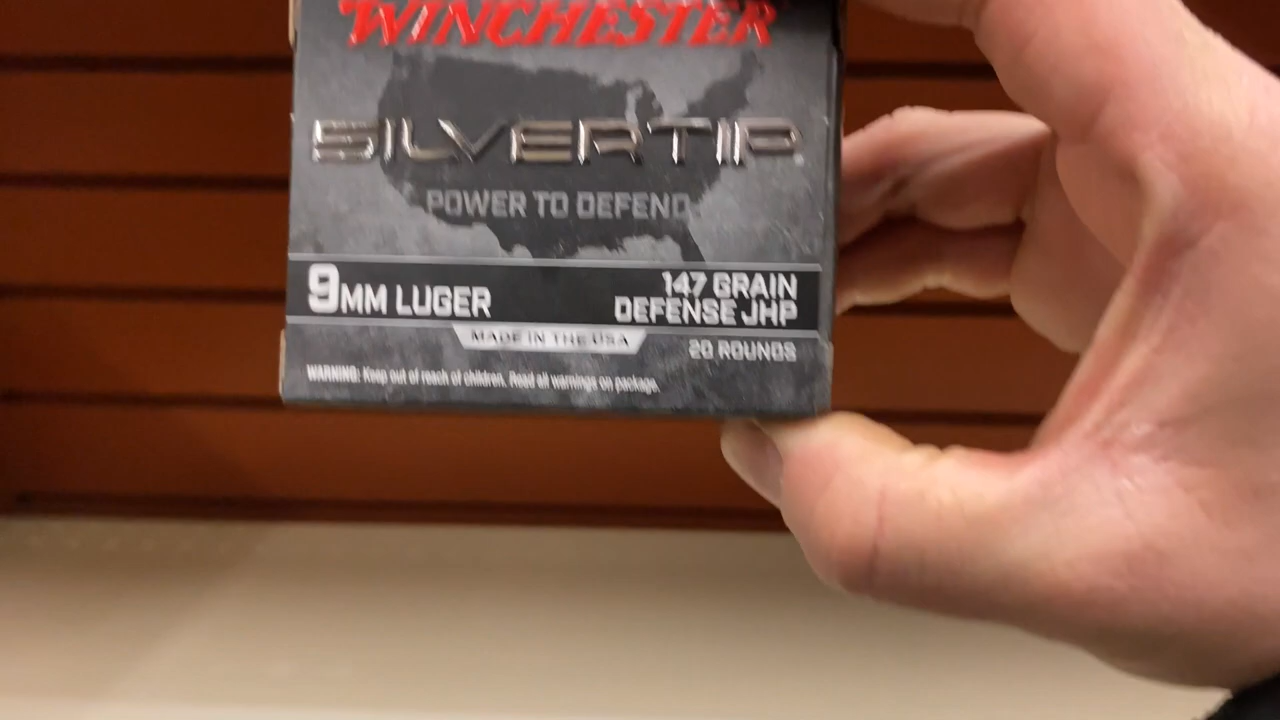 WINCHESTER
SILVERTIP
POWER TO DEFEND
9MM LUGER
147 GRAIN
DEFENSE JHP
MADE IN THE USA
20 ROUNDS
WARNING: Keep out of reach of children. Read all warnings on package.